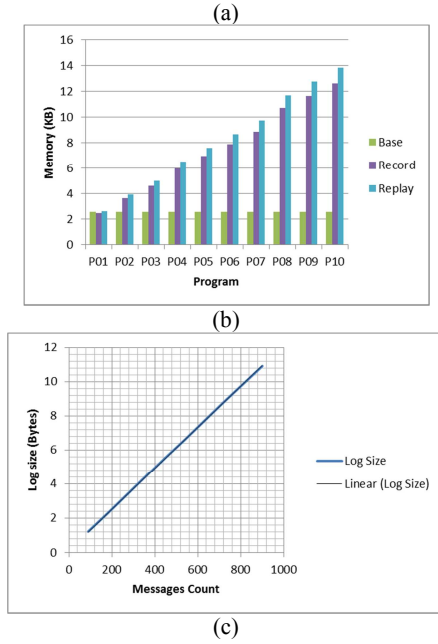 (a)
16
14
12
10
8
6
4
2
0
Memory (KB)
P01 P02 P03 P04 P05 P06 P07 P08 P09 P10
Program
Base
Record
Replay
(b)
12
10
8
6
4
2
0
Log size (Bytes)
0 200 400 600 800 1000
Messages Count
Log Size
Linear (Log Size)
(c)